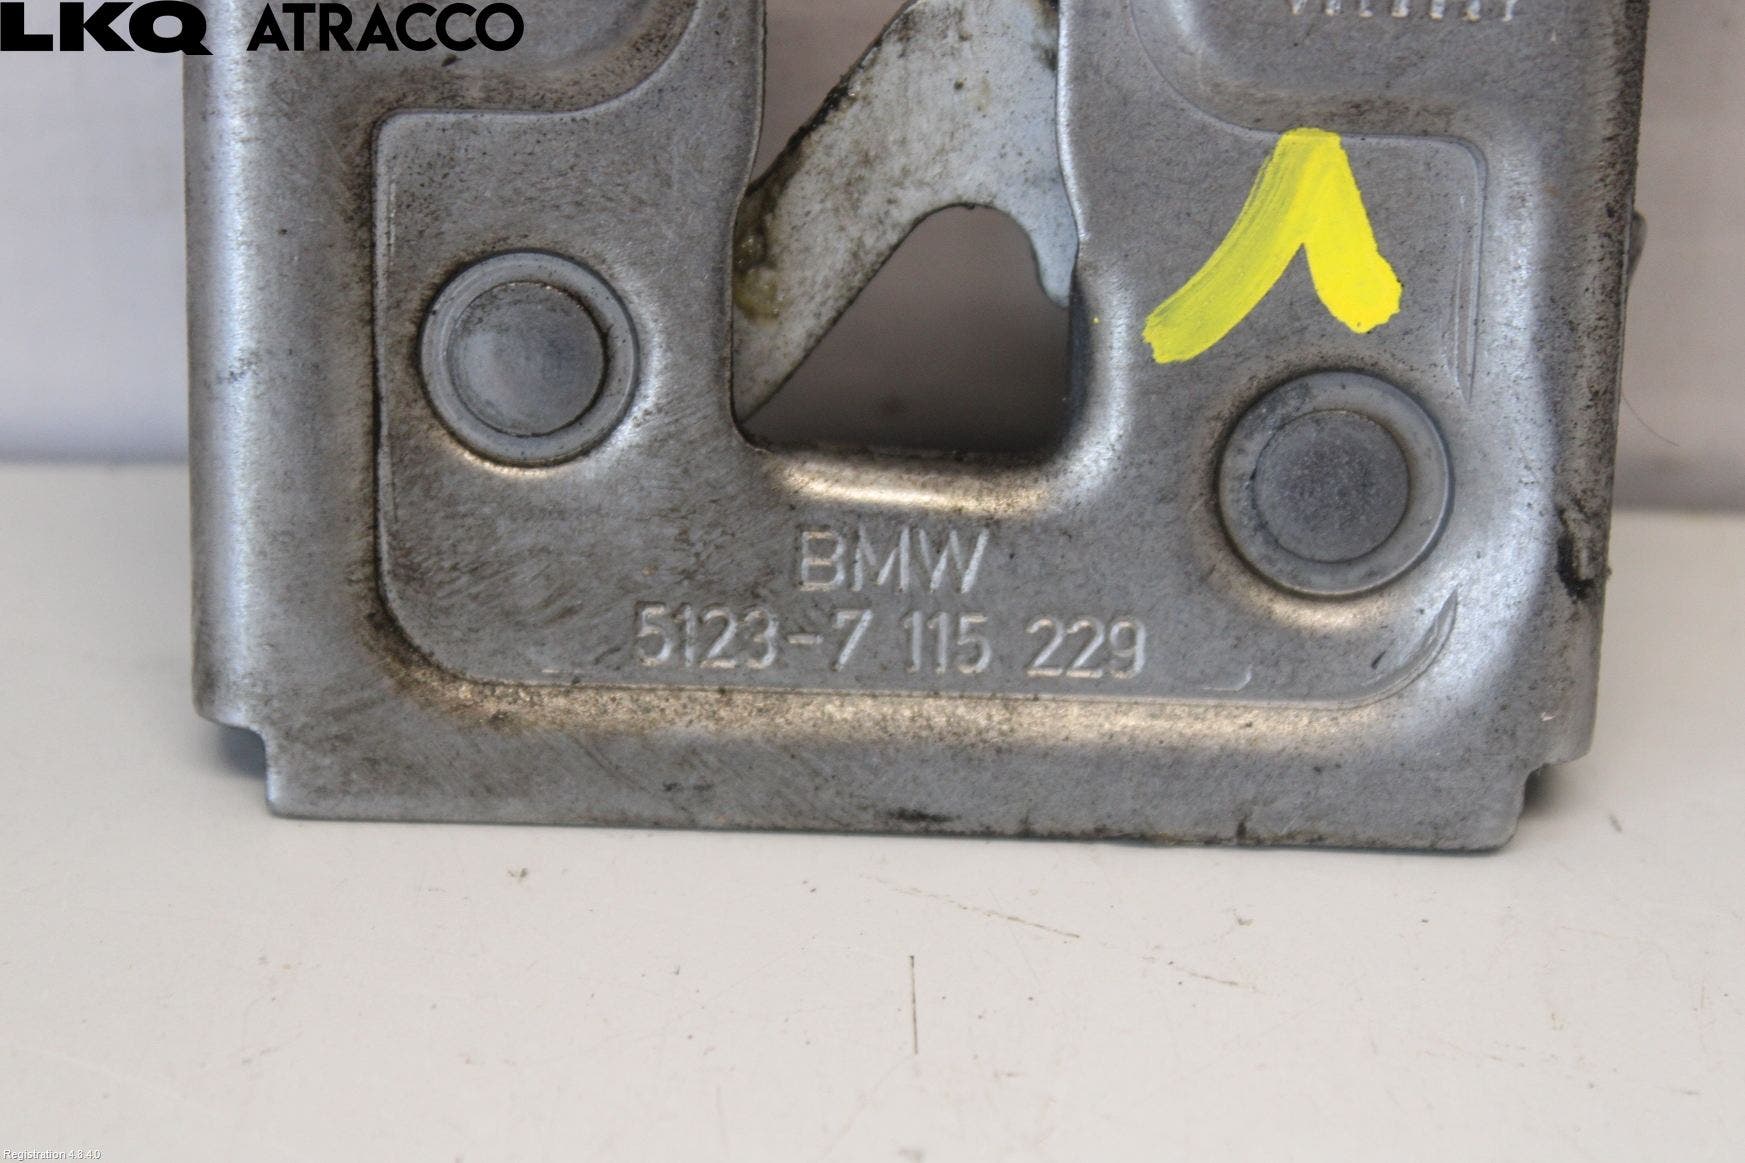 LKQ ATRACCO
BMW
5123-7 115 229
Registration 4.8.4.0